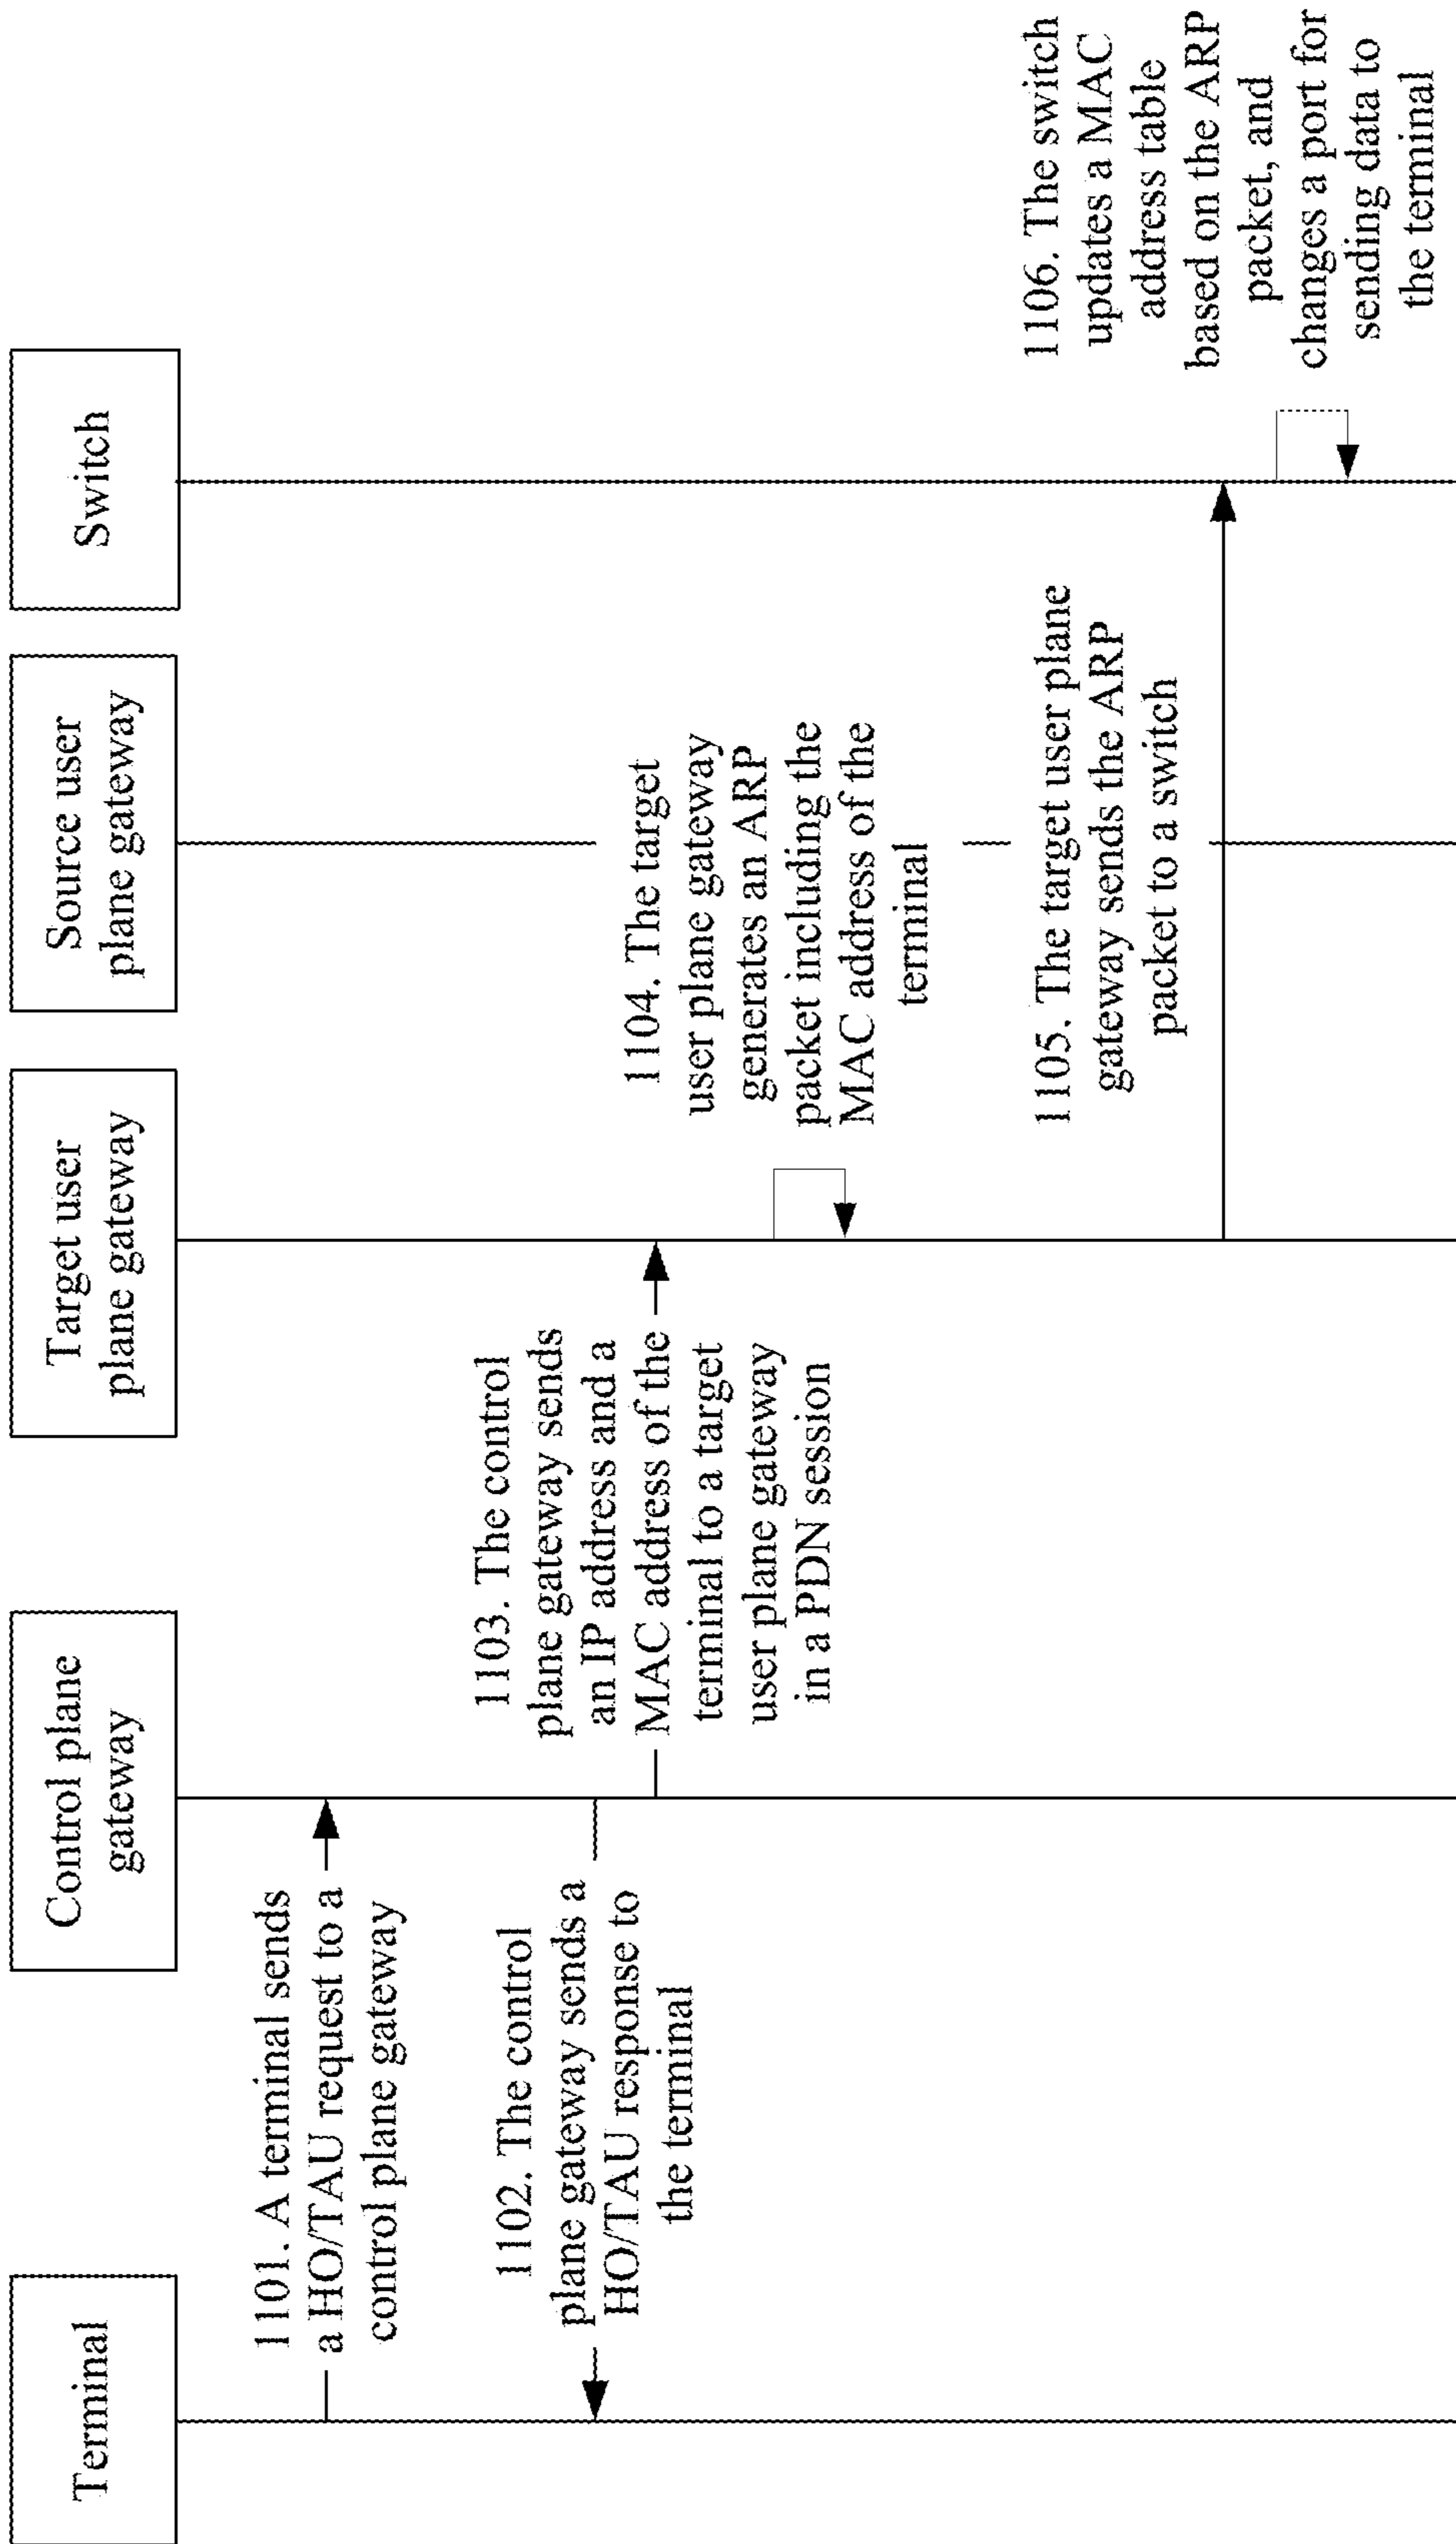 Terminal
Control plane
gateway
Target user
plane gateway
Source user
plane gateway
Switch
1101. A terminal sends
a HO/TAU request to a
control plane gateway
1102. The control
plane gateway sends a
HO/TAU response to
the terminal
1103. The control
plane gateway sends
an IP address and a
MAC address of the
terminal to a target
user plane gateway
in a PDN session
1104. The target
user plane gateway
generates an ARP
packet including the
MAC address of the
terminal
1105. The target user plane
gateway sends the ARP
packet to a switch
1106. The switch
updates a MAC
address table
based on the ARP
packet, and
changes a port for
sending data to
the terminal